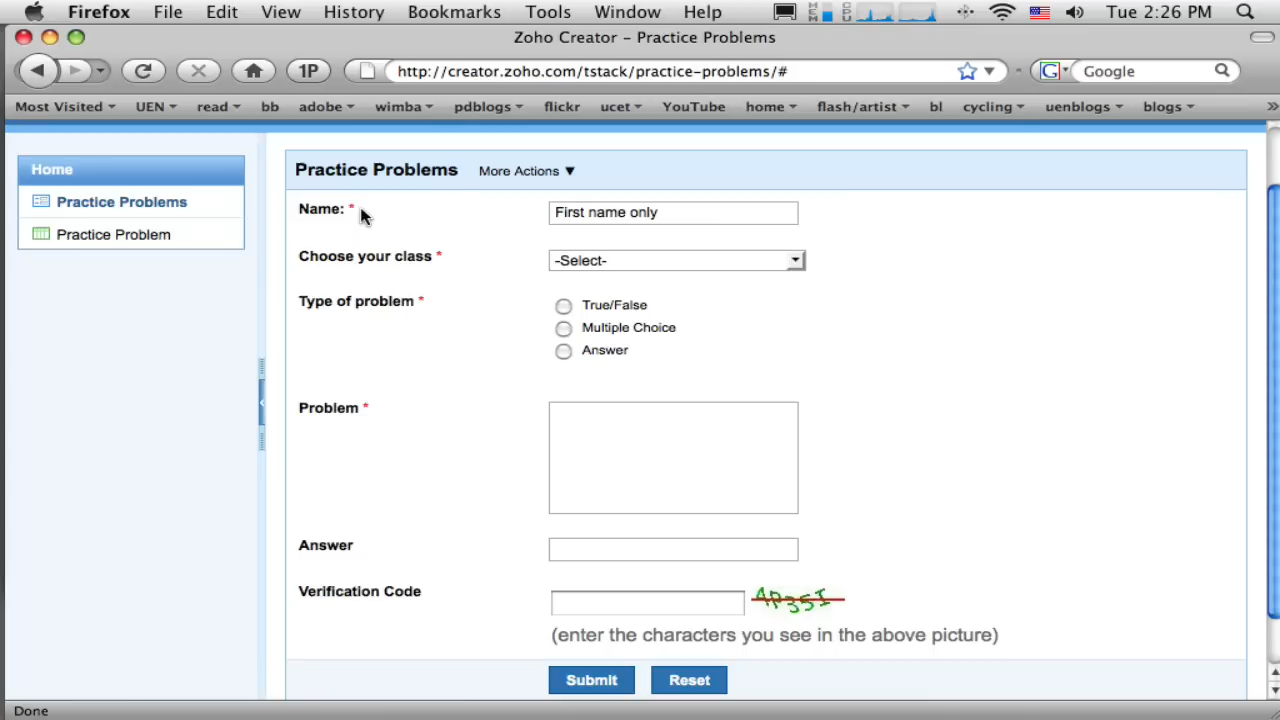 Firefox File Edit View History Bookmarks Tools Window Help MEM CPU Tue 2:26 PM
Zoho Creator – Practice Problems
1P http://creator.zoho.com/tstack/practice-problems/# G Google
Most Visited UEN read bb adobe wimba pdblogs flickr ucet YouTube home flash/artist bl cycling uenblogs blogs »
Home
Practice Problems
Practice Problem
Practice Problems More Actions ▼
Name: * First name only
Choose your class * -Select-
Type of problem * True/False
Multiple Choice
Answer
Problem *
Answer
Verification Code AP35I
(enter the characters you see in the above picture)
Submit Reset
Done